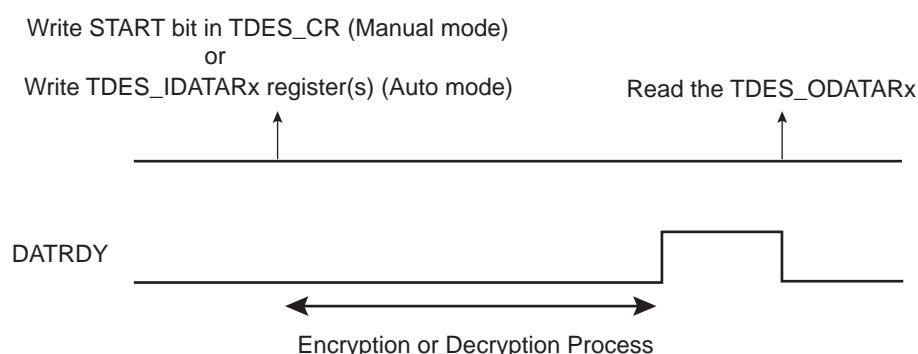 Write START bit in TDES_CR (Manual mode)
or
Write TDES_IDATARx register(s) (Auto mode)
Read the TDES_ODATARx
DATRDY
Encryption or Decryption Process